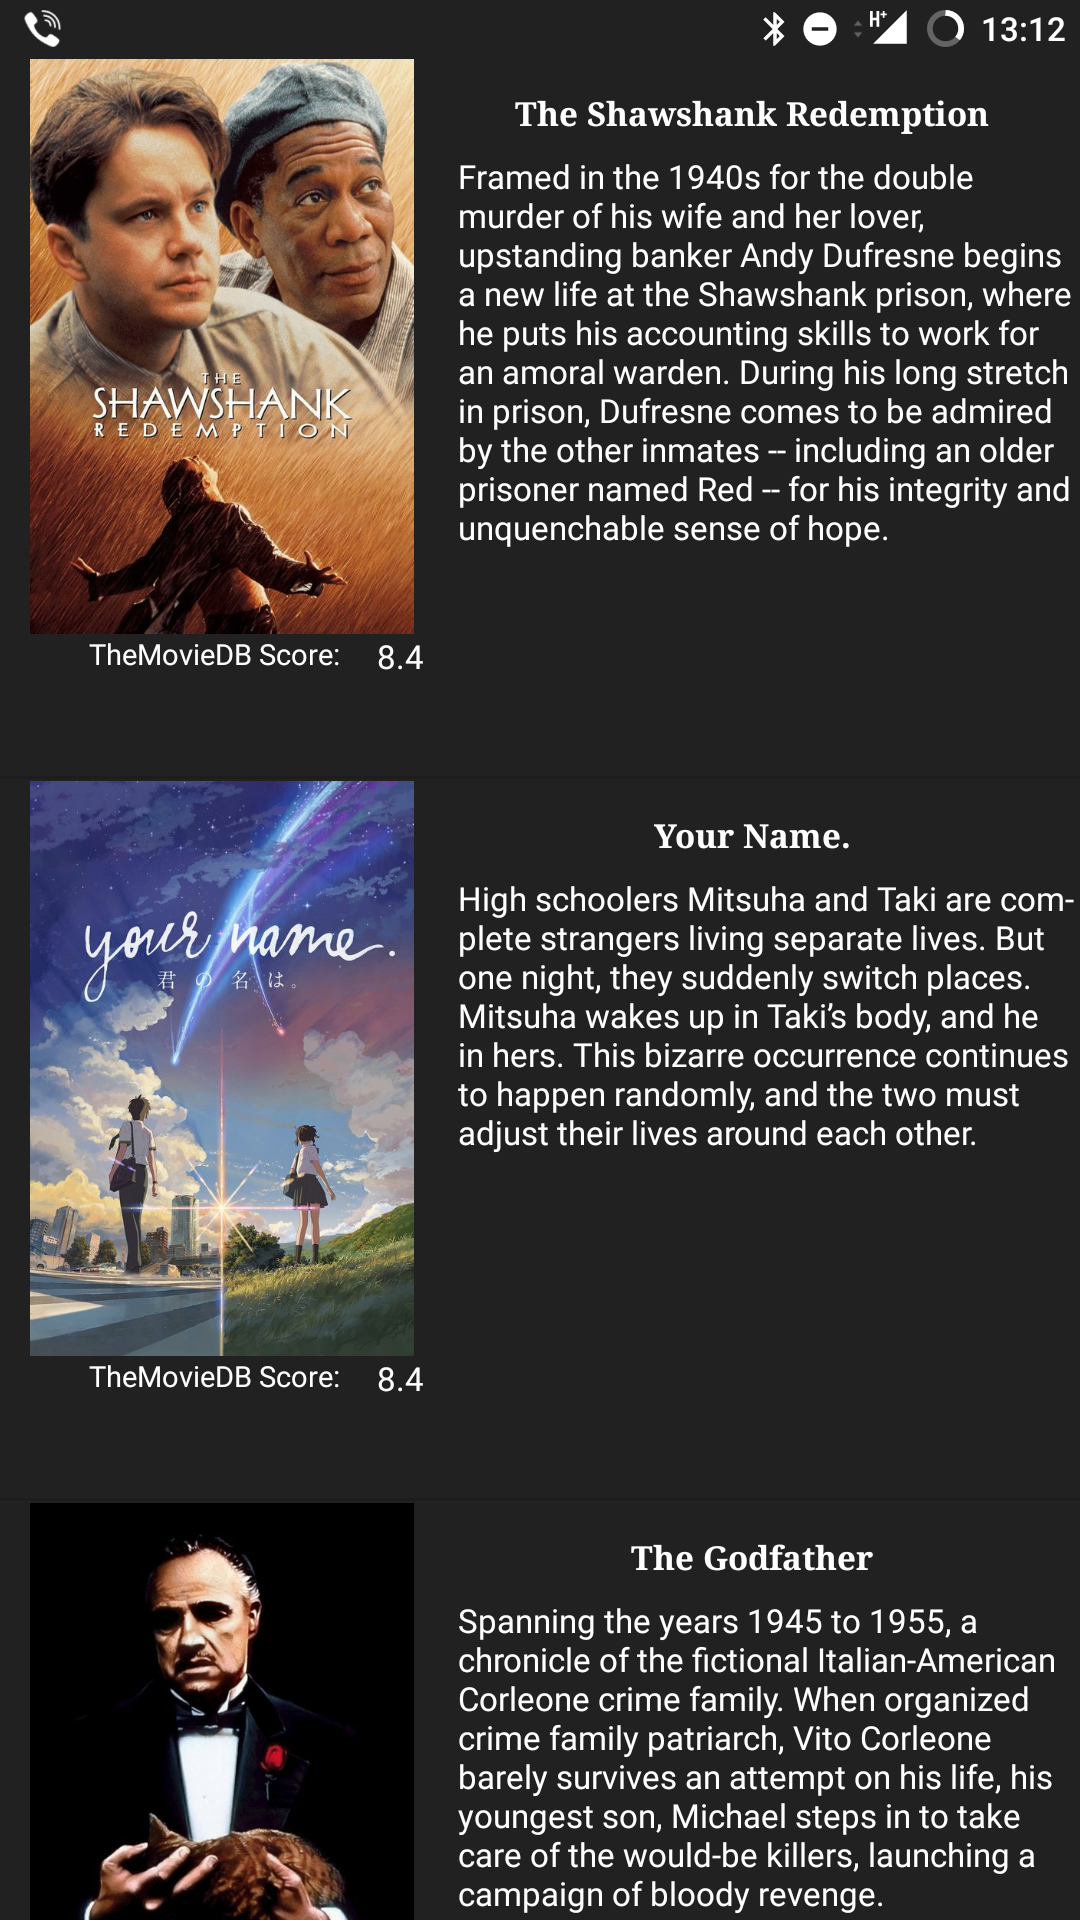 H+ 13:12
THE
SHAWSHANK
REDEMPTION
The Shawshank Redemption
Framed in the 1940s for the double
murder of his wife and her lover,
upstanding banker Andy Dufresne begins
a new life at the Shawshank prison, where
he puts his accounting skills to work for
an amoral warden. During his long stretch
in prison, Dufresne comes to be admired
by the other inmates -- including an older
prisoner named Red -- for his integrity and
unquenchable sense of hope.
TheMovieDB Score: 8.4
your name.
君の名は。
Your Name.
High schoolers Mitsuha and Taki are com-
plete strangers living separate lives. But
one night, they suddenly switch places.
Mitsuha wakes up in Taki’s body, and he
in hers. This bizarre occurrence continues
to happen randomly, and the two must
adjust their lives around each other.
TheMovieDB Score: 8.4
The Godfather
Spanning the years 1945 to 1955, a
chronicle of the fictional Italian-American
Corleone crime family. When organized
crime family patriarch, Vito Corleone
barely survives an attempt on his life, his
youngest son, Michael steps in to take
care of the would-be killers, launching a
campaign of bloody revenge.